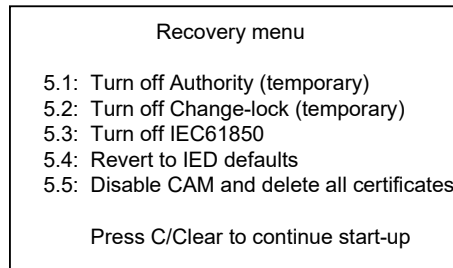 Recovery menu
5.1: Turn off Authority (temporary)
5.2: Turn off Change-lock (temporary)
5.3: Turn off IEC61850
5.4: Revert to IED defaults
5.5: Disable CAM and delete all certificates
Press C/Clear to continue start-up